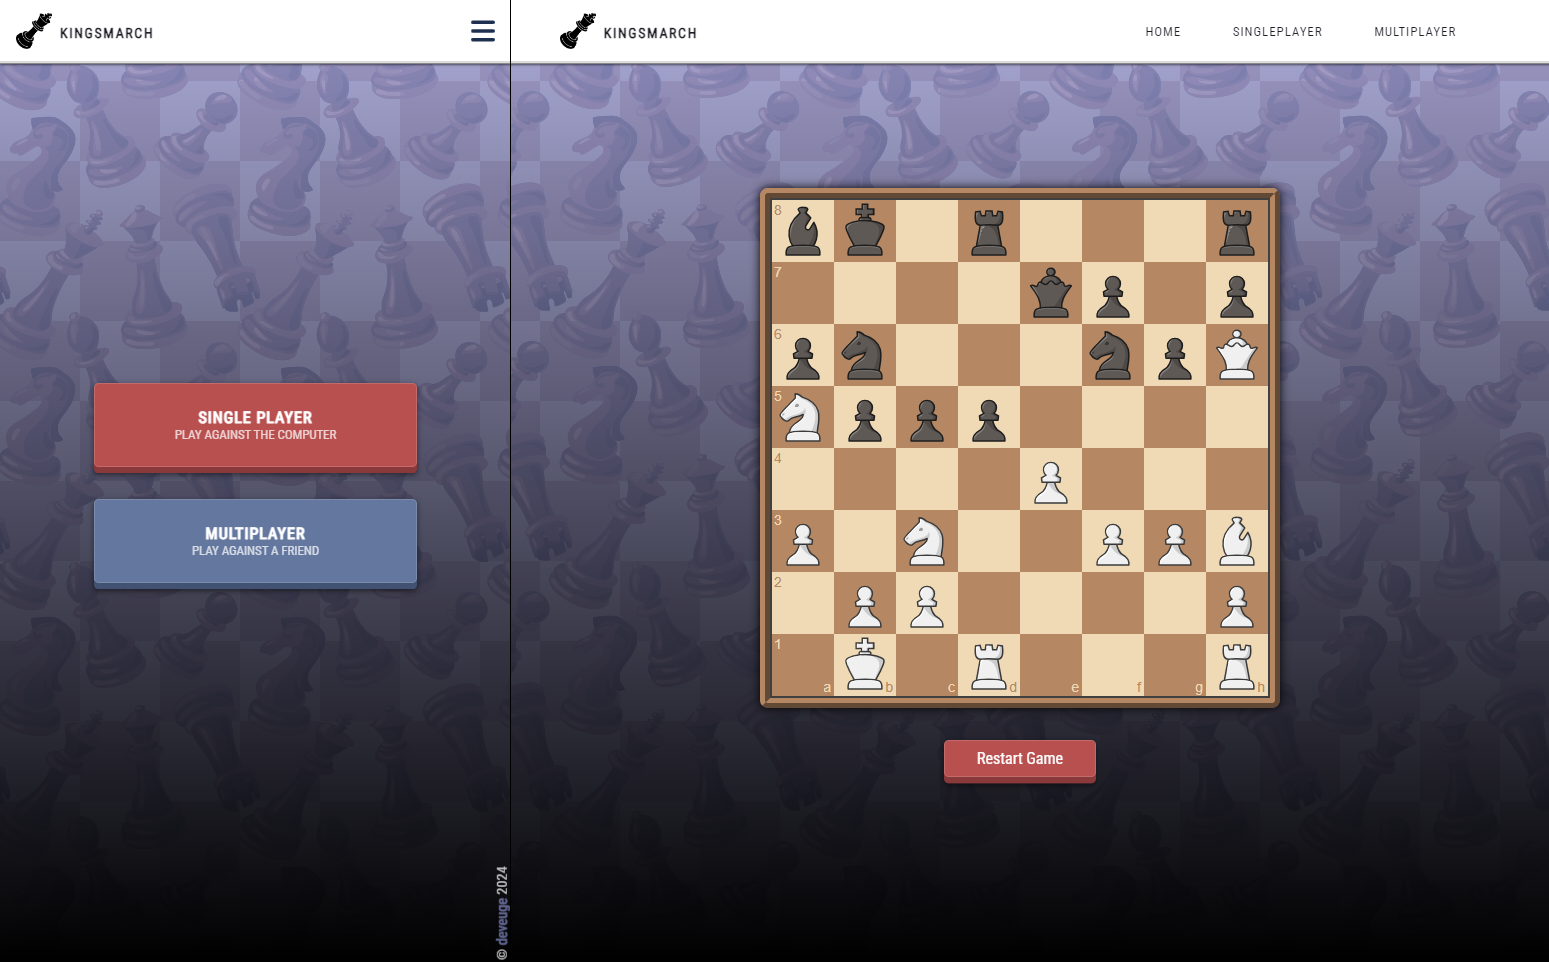 KINGSMARCH
SINGLE PLAYER
PLAY AGAINST THE COMPUTER
MULTIPLAYER
PLAY AGAINST A FRIEND
© deveuge 2024
KINGSMARCH
HOME SINGLEPLAYER MULTIPLAYER
8
7
6
5
4
3
2
1
a b c d e f g h
Restart Game